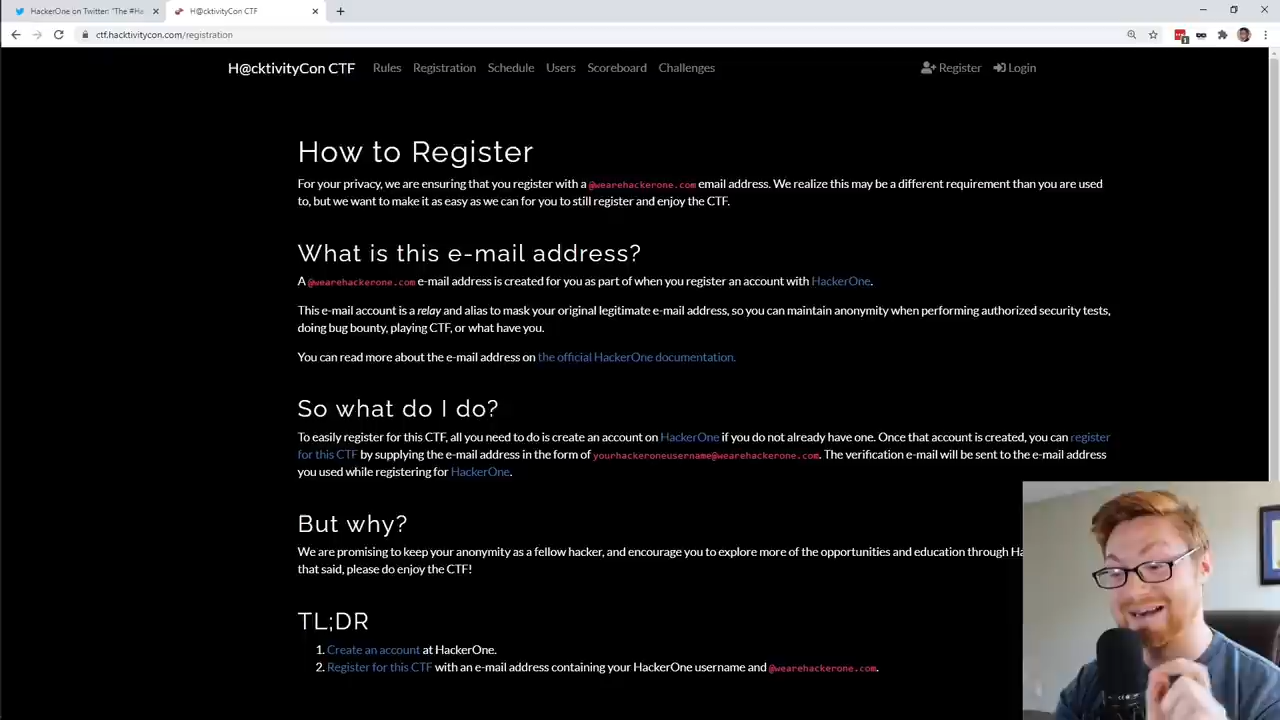 HackerOne on Twitter: "The #Ha
H@cktivityCon CTF
ctf.hacktivitycon.com/registration
1
H@cktivityCon CTF Rules Registration Schedule Users Scoreboard Challenges Register Login
How to Register
For your privacy, we are ensuring that you register with a @wearehackerone.com email address. We realize this may be a different requirement than you are used
to, but we want to make it as easy as we can for you to still register and enjoy the CTF.
What is this e-mail address?
A @wearehackerone.com e-mail address is created for you as part of when you register an account with HackerOne.
This e-mail account is a relay and alias to mask your original legitimate e-mail address, so you can maintain anonymity when performing authorized security tests,
doing bug bounty, playing CTF, or what have you.
You can read more about the e-mail address on the official HackerOne documentation.
So what do I do?
To easily register for this CTF, all you need to do is create an account on HackerOne if you do not already have one. Once that account is created, you can register
for this CTF by supplying the e-mail address in the form of yourhackeroneusername@wearehackerone.com. The verification e-mail will be sent to the e-mail address
you used while registering for HackerOne.
But why?
We are promising to keep your anonymity as a fellow hacker, and encourage you to explore more of the opportunities and education through Ha
that said, please do enjoy the CTF!
TL;DR
1. Create an account at HackerOne.
2. Register for this CTF with an e-mail address containing your HackerOne username and @wearehackerone.com.